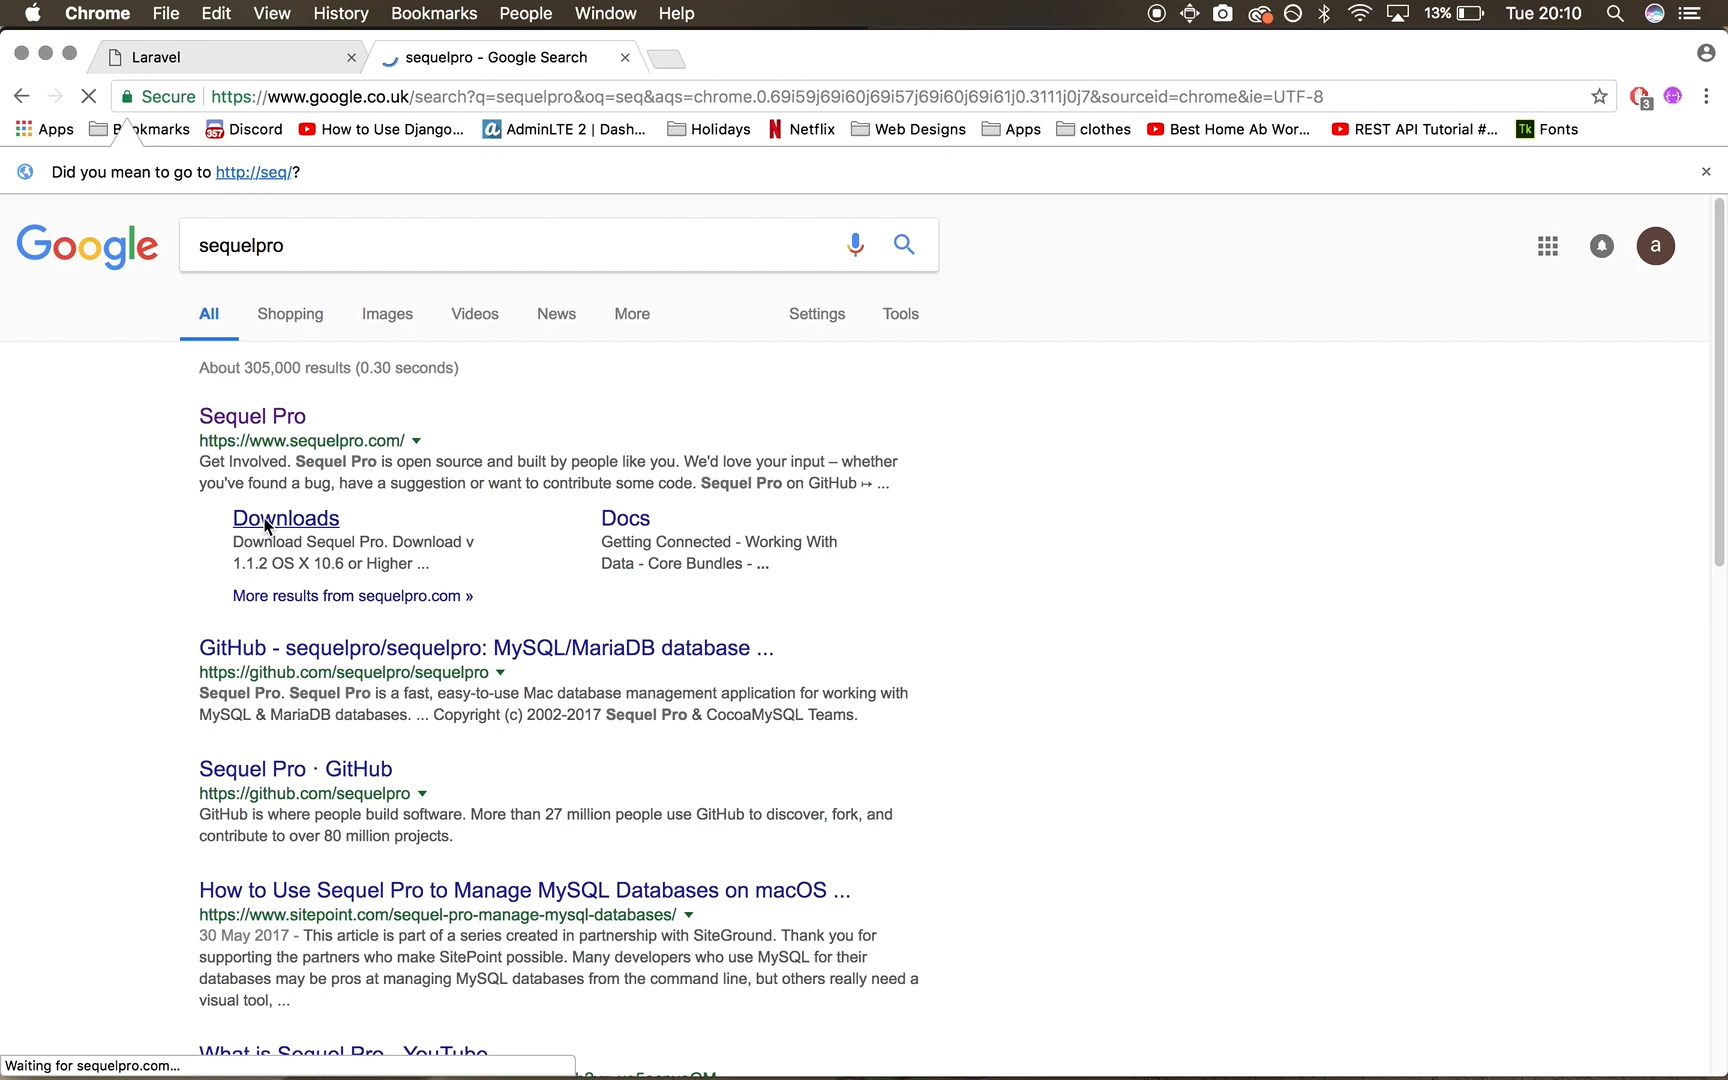 Chrome File Edit View History Bookmarks People Window Help 13% Tue 20:10
Laravel sequelpro - Google Search
Secure https://www.google.co.uk/search?q=sequelpro&oq=seq&aqs=chrome.0.69i59j69i60j69i57j69i60j69i61j0.3111j0j7&sourceid=chrome&ie=UTF-8 3
Apps Discord How to Use Django... AdminLTE 2 | Dash... Holidays Netflix Web Designs Apps clothes Best Home Ab Wor... REST API Tutorial #... Tk Fonts
Did you mean to go to http://seq/?
Google sequelpro a
All Shopping Images Videos News More Settings Tools
About 305,000 results (0.30 seconds)
Sequel Pro
https://www.sequelpro.com/
Get Involved. Sequel Pro is open source and built by people like you. We'd love your input – whether
you've found a bug, have a suggestion or want to contribute some code. Sequel Pro on GitHub ↦ ...
Downloads Docs
Download Sequel Pro. Download v Getting Connected - Working With
1.1.2 OS X 10.6 or Higher ... Data - Core Bundles - ...
More results from sequelpro.com »
GitHub - sequelpro/sequelpro: MySQL/MariaDB database ...
https://github.com/sequelpro/sequelpro
Sequel Pro. Sequel Pro is a fast, easy-to-use Mac database management application for working with
MySQL & MariaDB databases. ... Copyright (c) 2002-2017 Sequel Pro & CocoaMySQL Teams.
Sequel Pro · GitHub
https://github.com/sequelpro
GitHub is where people build software. More than 27 million people use GitHub to discover, fork, and
contribute to over 80 million projects.
How to Use Sequel Pro to Manage MySQL Databases on macOS ...
https://www.sitepoint.com/sequel-pro-manage-mysql-databases/
30 May 2017 - This article is part of a series created in partnership with SiteGround. Thank you for
supporting the partners who make SitePoint possible. Many developers who use MySQL for their
databases may be pros at managing MySQL databases from the command line, but others really need a
visual tool, ...
What is Sequel Pro - YouTube
Waiting for sequelpro.com...